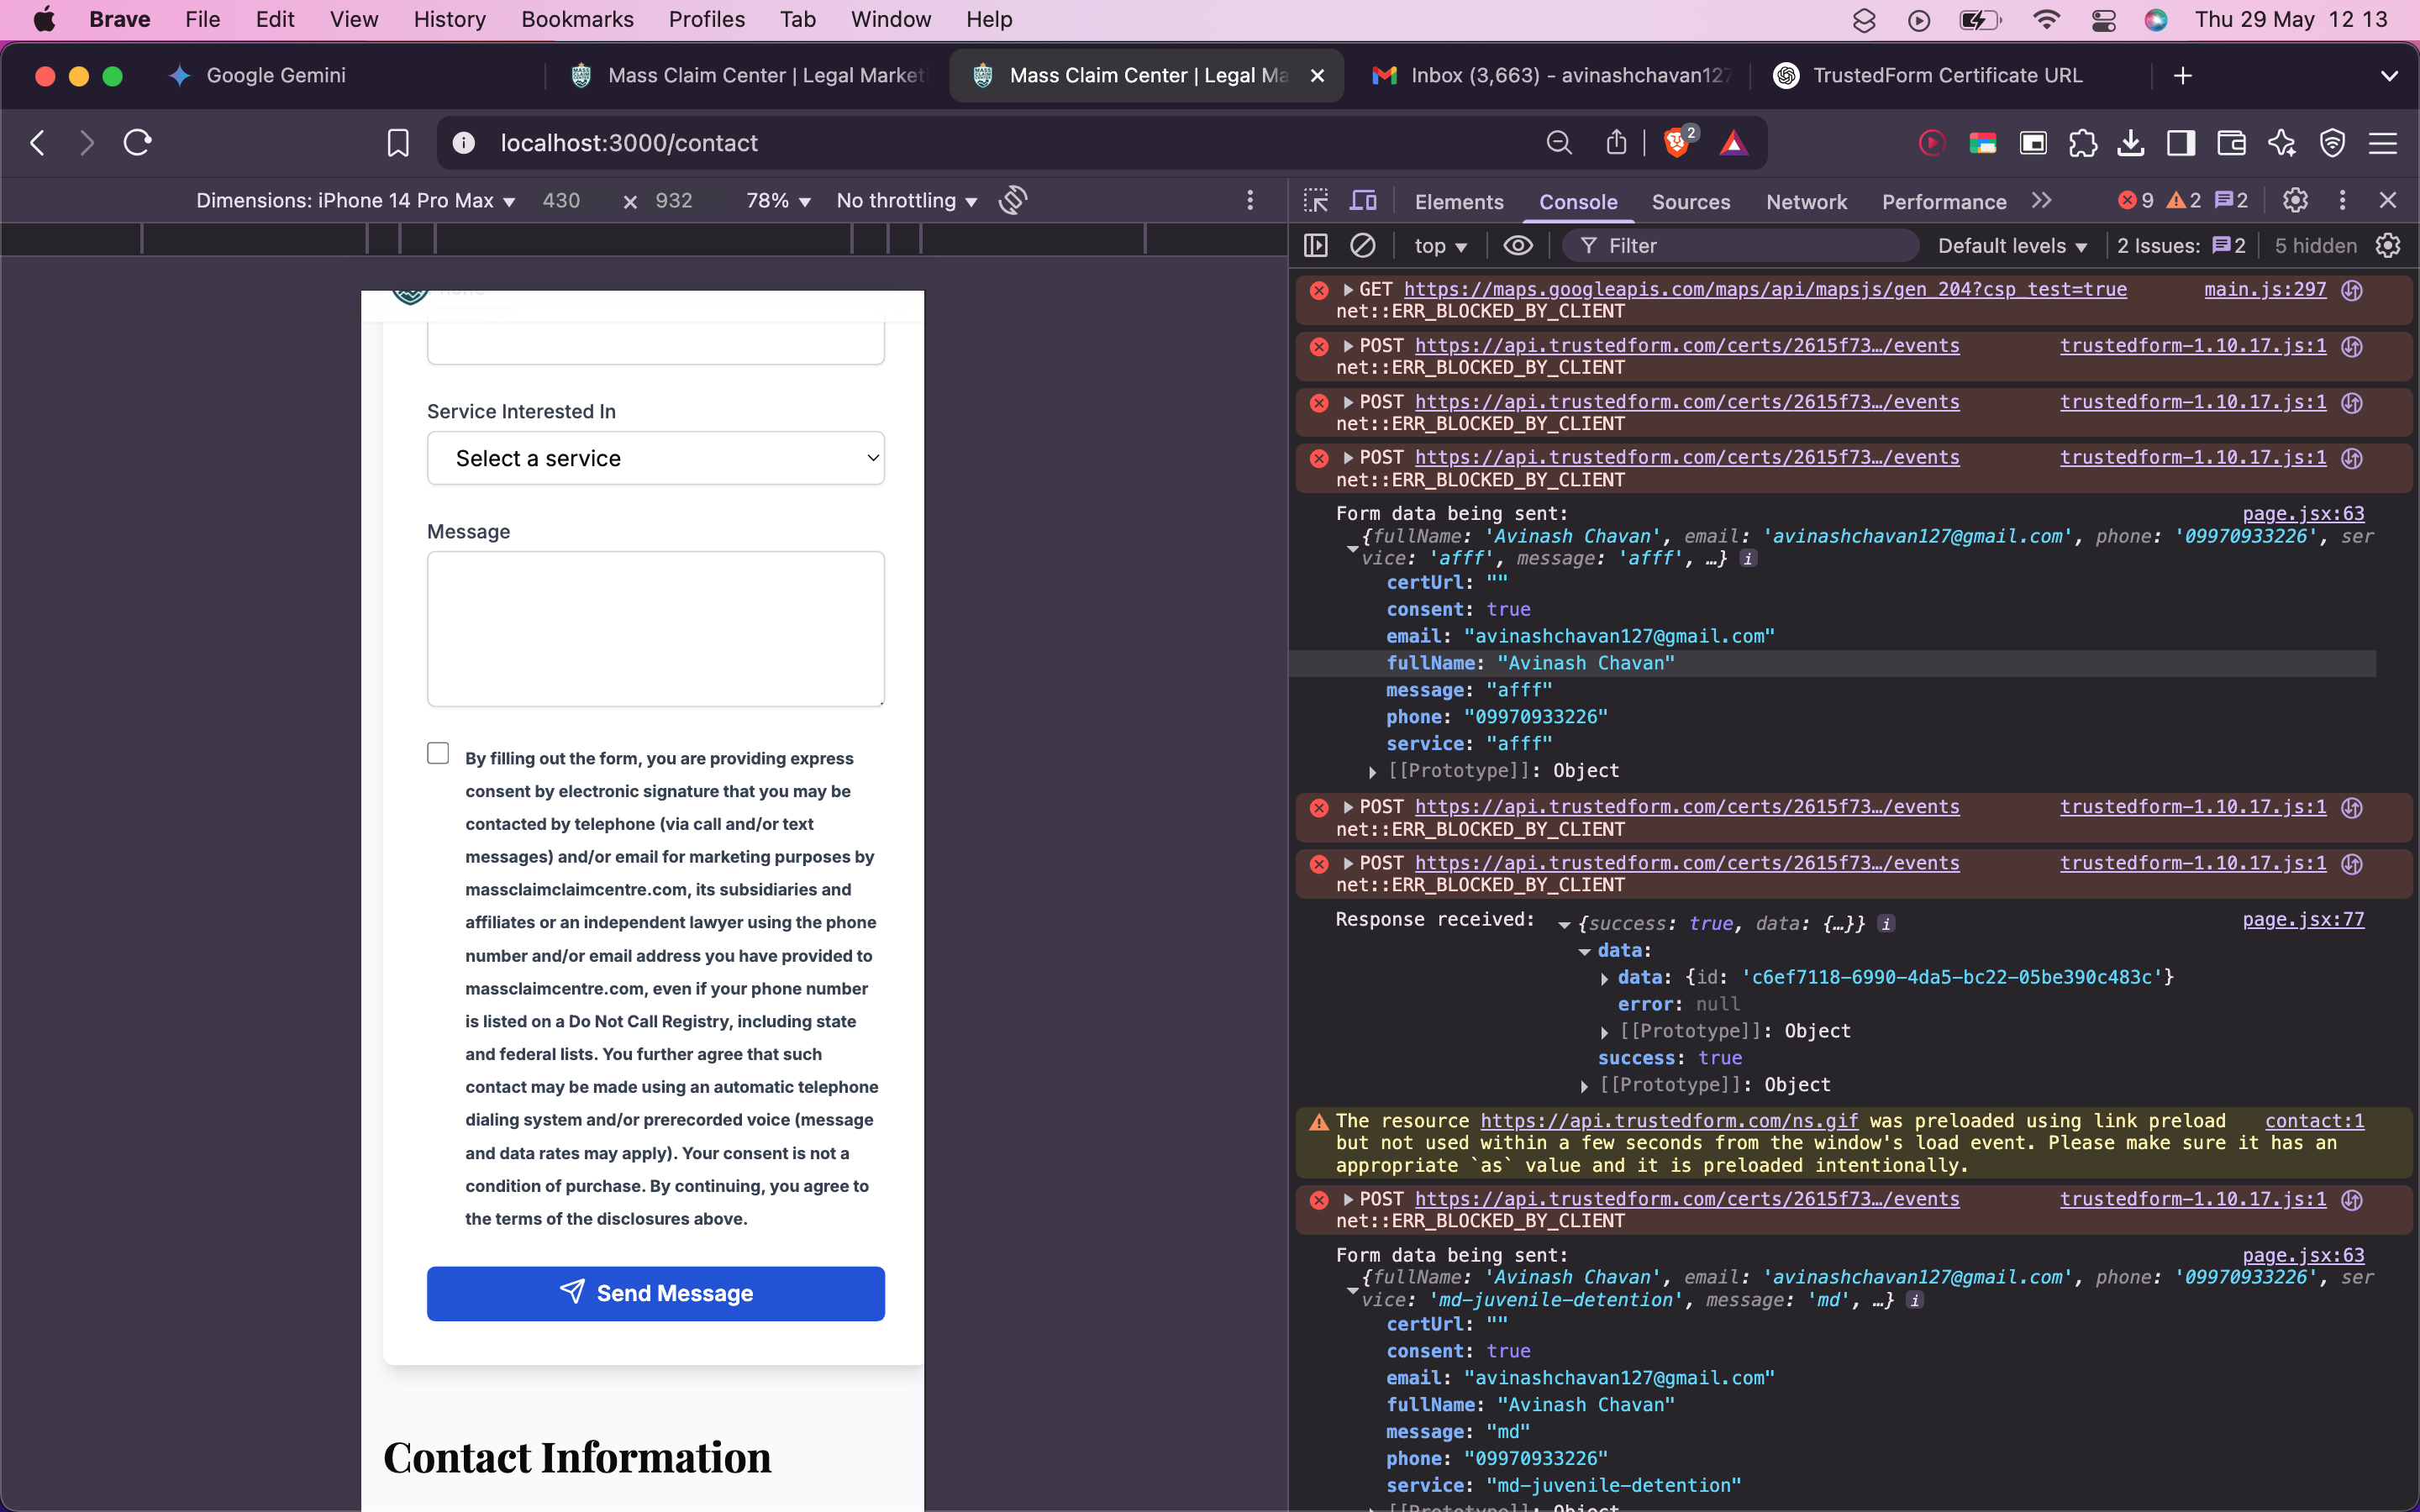 Brave File Edit View History Bookmarks Profiles Tab Window Help Thu 29 May 12 13
Google Gemini
Mass Claim Center | Legal Market
Mass Claim Center | Legal Ma
Inbox (3,663) - avinashchavan127
TrustedForm Certificate URL
localhost:3000/contact
2
Dimensions: iPhone 14 Pro Max 430 × 932 78% No throttling
Elements Console Sources Network Performance 9 2 2
top Filter Default levels 2 Issues: 2 5 hidden
Service Interested In
Select a service
Message
By filling out the form, you are providing express
consent by electronic signature that you may be
contacted by telephone (via call and/or text
messages) and/or email for marketing purposes by
massclaimclaimcentre.com, its subsidiaries and
affiliates or an independent lawyer using the phone
number and/or email address you have provided to
massclaimcentre.com, even if your phone number
is listed on a Do Not Call Registry, including state
and federal lists. You further agree that such
contact may be made using an automatic telephone
dialing system and/or prerecorded voice (message
and data rates may apply). Your consent is not a
condition of purchase. By continuing, you agree to
the terms of the disclosures above.
Send Message
Contact Information
GET https://maps.googleapis.com/maps/api/mapsjs/gen_204?csp_test=true main.js:297
net::ERR_BLOCKED_BY_CLIENT
POST https://api.trustedform.com/certs/2615f73…/events trustedform-1.10.17.js:1
net::ERR_BLOCKED_BY_CLIENT
POST https://api.trustedform.com/certs/2615f73…/events trustedform-1.10.17.js:1
net::ERR_BLOCKED_BY_CLIENT
POST https://api.trustedform.com/certs/2615f73…/events trustedform-1.10.17.js:1
net::ERR_BLOCKED_BY_CLIENT
Form data being sent: page.jsx:63
{fullName: 'Avinash Chavan', email: 'avinashchavan127@gmail.com', phone: '09970933226', ser
vice: 'afff', message: 'afff', …} i
certUrl: ""
consent: true
email: "avinashchavan127@gmail.com"
fullName: "Avinash Chavan"
message: "afff"
phone: "09970933226"
service: "afff"
[[Prototype]]: Object
POST https://api.trustedform.com/certs/2615f73…/events trustedform-1.10.17.js:1
net::ERR_BLOCKED_BY_CLIENT
POST https://api.trustedform.com/certs/2615f73…/events trustedform-1.10.17.js:1
net::ERR_BLOCKED_BY_CLIENT
Response received: {success: true, data: {…}} i page.jsx:77
data:
data: {id: 'c6ef7118-6990-4da5-bc22-05be390c483c'}
error: null
[[Prototype]]: Object
success: true
[[Prototype]]: Object
The resource https://api.trustedform.com/ns.gif was preloaded using link preload contact:1
but not used within a few seconds from the window's load event. Please make sure it has an
appropriate `as` value and it is preloaded intentionally.
POST https://api.trustedform.com/certs/2615f73…/events trustedform-1.10.17.js:1
net::ERR_BLOCKED_BY_CLIENT
Form data being sent: page.jsx:63
{fullName: 'Avinash Chavan', email: 'avinashchavan127@gmail.com', phone: '09970933226', ser
vice: 'md-juvenile-detention', message: 'md', …} i
certUrl: ""
consent: true
email: "avinashchavan127@gmail.com"
fullName: "Avinash Chavan"
message: "md"
phone: "09970933226"
service: "md-juvenile-detention"
[[Prototype]]: Object